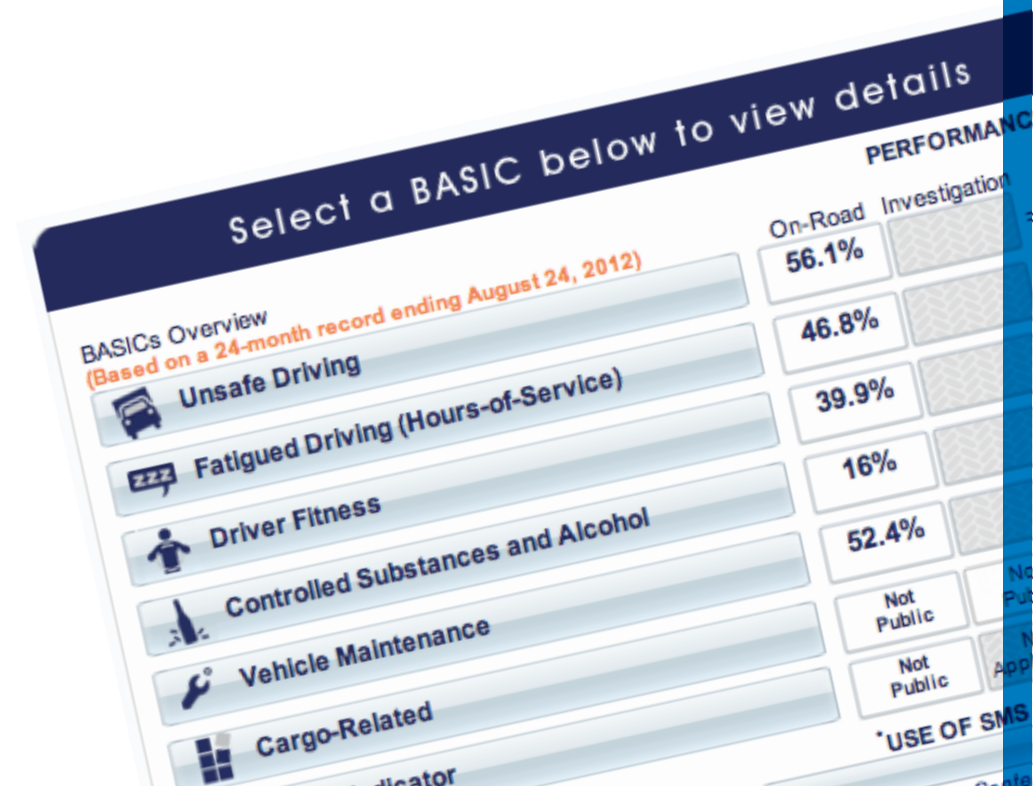 Select a BASIC below to view details
PERFORMANC
BASICs Overview
On-Road Investigation
(Based on a 24-month record ending August 24, 2012)
Unsafe Driving 56.1%
Fatigued Driving (Hours-of-Service) 46.8%
zzz
Driver Fitness 39.9%
Controlled Substances and Alcohol 16%
Vehicle Maintenance 52.4%
Cargo-Related Not Public
dicator Not Public
*USE OF SMS